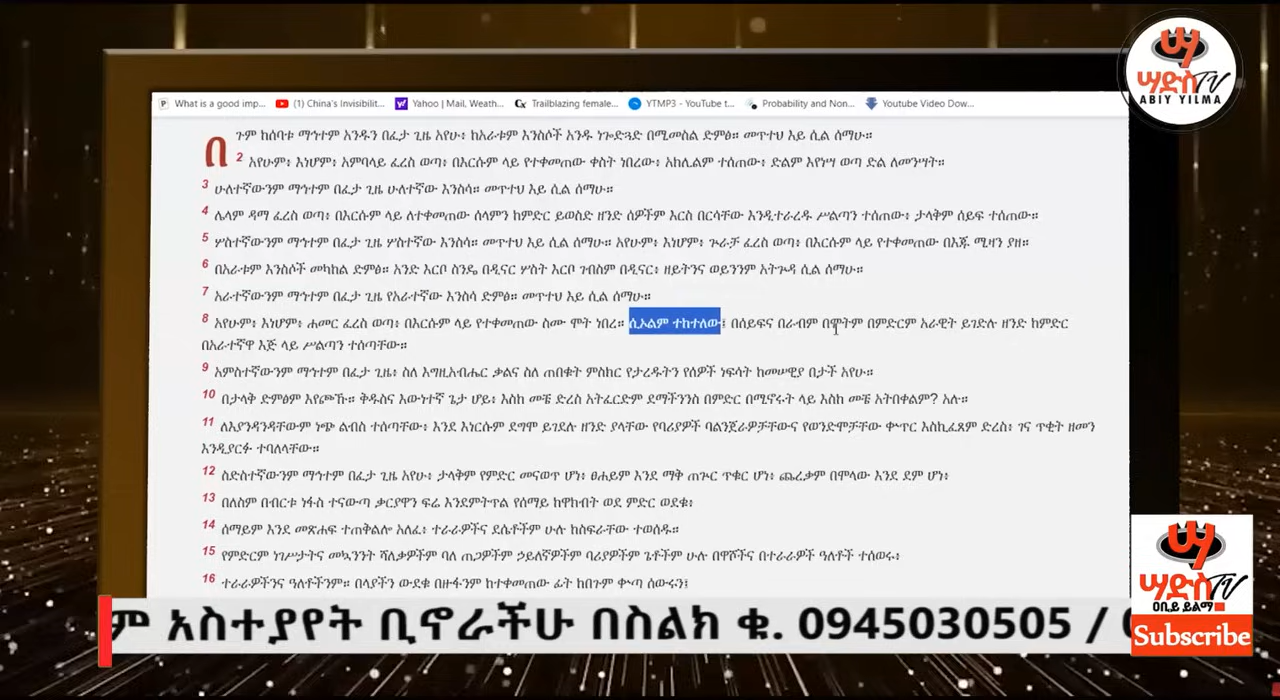 ሣ
ሣድስTV
ABIY YILMA
What is a good imp...
(1) China's Invisibilit...
Yahoo | Mail, Weath...
Trailblazing female...
YTMP3 - YouTube t...
Probability and Non...
Youtube Video Dow...
በጉም ከሰባቱ ማኅተም አንዱን በፈታ ጊዜ አየሁ፥ ከአራቱም እንስሶች አንዱ ነጐድጓድ በሚመስል ድምፅ። መጥተህ እይ ሲል ሰማሁ።
2 አየሁም፥ እነሆም፥ አምባላይ ፈረስ ወጣ፥ በእርሱም ላይ የተቀመጠው ቀስት ነበረው፥ አክሊልም ተሰጠው፥ ድልም እየነሣ ወጣ ድል ለመንሣት።
3 ሁለተኛውንም ማኅተም በፈታ ጊዜ ሁለተኛው እንስሳ። መጥተህ እይ ሲል ሰማሁ።
4 ሌላም ዳማ ፈረስ ወጣ፥ በእርሱም ላይ ለተቀመጠው ሰላምን ከምድር ይወስድ ዘንድ ሰዎችም እርስ በርሳቸው እንዲተራረዱ ሥልጣን ተሰጠው፥ ታላቅም ሰይፍ ተሰጠው።
5 ሦስተኛውንም ማኅተም በፈታ ጊዜ ሦስተኛው እንስሳ። መጥተህ እይ ሲል ሰማሁ። አየሁም፥ እነሆም፥ ጕራቻ ፈረስ ወጣ፥ በእርሱም ላይ የተቀመጠው በእጁ ሚዛን ያዘ።
6 በአራቱም እንስሶች መካከል ድምፅ። አንድ እርቦ ስንዴ በዲናር ሦስት እርቦ ገብስም በዲናር፥ ዘይትንና ወይንንም አትጕዳ ሲል ሰማሁ።
7 አራተኛውንም ማኅተም በፈታ ጊዜ የአራተኛው እንስሳ ድምፅ። መጥተህ እይ ሲል ሰማሁ።
8 አየሁም፥ እነሆም፥ ሐመር ፈረስ ወጣ፥ በእርሱም ላይ የተቀመጠው ስሙ ሞት ነበረ። ሲኦልም ተከተለው፤ በሰይፍና በራብም በሞትም በምድርም አራዊት ይገድሉ ዘንድ ከምድር
በአራተኛዋ እጅ ላይ ሥልጣን ተሰጣቸው።
9 አምስተኛውንም ማኅተም በፈታ ጊዜ፥ ስለ እግዚአብሔር ቃልና ስለ ጠበቁት ምስክር የታረዱትን የሰዎች ነፍሳት ከመሠዊያ በታች አየሁ።
10 በታላቅ ድምፅም እየጮኹ። ቅዱስና እውነተኛ ጌታ ሆይ፥ እስከ መቼ ድረስ አትፈርድም ደማችንንስ በምድር በሚኖሩት ላይ እስከ መቼ አትበቀልም? አሉ።
11 ለእያንዳንዳቸውም ነጭ ልብስ ተሰጣቸው፥ እንደ እነርሱም ደግሞ ይገደሉ ዘንድ ያላቸው የባሪያዎች ባልንጀራዎቻቸውና የወንድሞቻቸው ቍጥር እስኪፈጸም ድረስ፥ ገና ጥቂት ዘመን
እንዲያርፉ ተባለላቸው።
12 ስድስተኛውንም ማኅተም በፈታ ጊዜ አየሁ፥ ታላቅም የምድር መናወጥ ሆነ፥ ፀሐይም እንደ ማቅ ጠጕር ጥቁር ሆነ፥ ጨረቃም በሞላው እንደ ደም ሆነ፥
13 በለስም በብርቱ ነፋስ ተናውጣ ቃርያዋን ፍሬ እንደምትጥል የሰማይ ከዋክብት ወደ ምድር ወደቁ፥
14 ሰማይም እንደ መጽሐፍ ተጠቅልሎ አለፈ፥ ተራራዎችና ደሴቶችም ሁሉ ከስፍራቸው ተወሰዱ።
15 የምድርም ነገሥታትና መኳንንት ሻለቃዎችም ባለ ጠጋዎችም ኃይለኛዎችም ባሪያዎችም ጌቶችም ሁሉ በዋሾችና በተራራዎች ዓለቶች ተሰወሩ፥
16 ተራራዎችንና ዓለቶችንም። በላያችን ውደቁ በዙፋንም ከተቀመጠው ፊት ከበጉም ቍጣ ሰውሩን፤
ም አስተያየት ቢኖራችሁ በስልክ ቁ. 0945030505 / 0
ሣ
ሣድስTV
ዐቢይ ይልማ
Subscribe